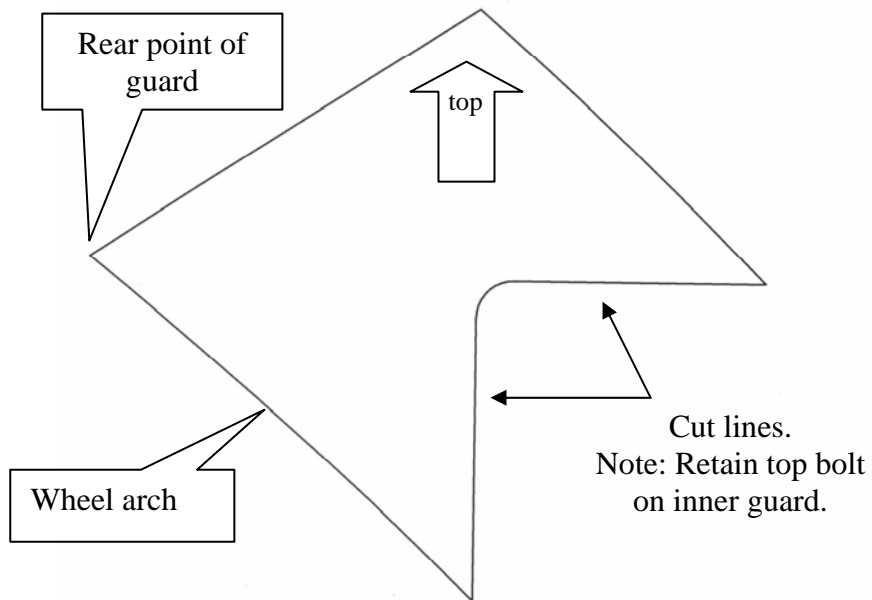 Rear point of
guard
top
Wheel arch
Cut lines.
Note: Retain top bolt
on inner guard.